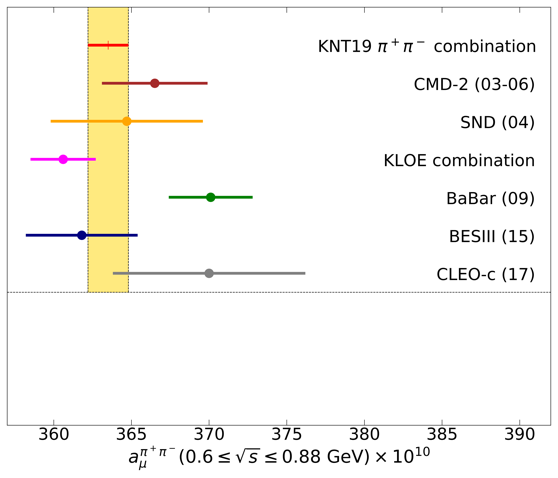 KNT19 π⁺π⁻ combination
CMD-2 (03-06)
SND (04)
KLOE combination
BaBar (09)
BESIII (15)
CLEO-c (17)
360 365 370 375 380 385 390
a_μ^{π⁺π⁻}(0.6 ≤ √s ≤ 0.88 GeV) × 10¹⁰